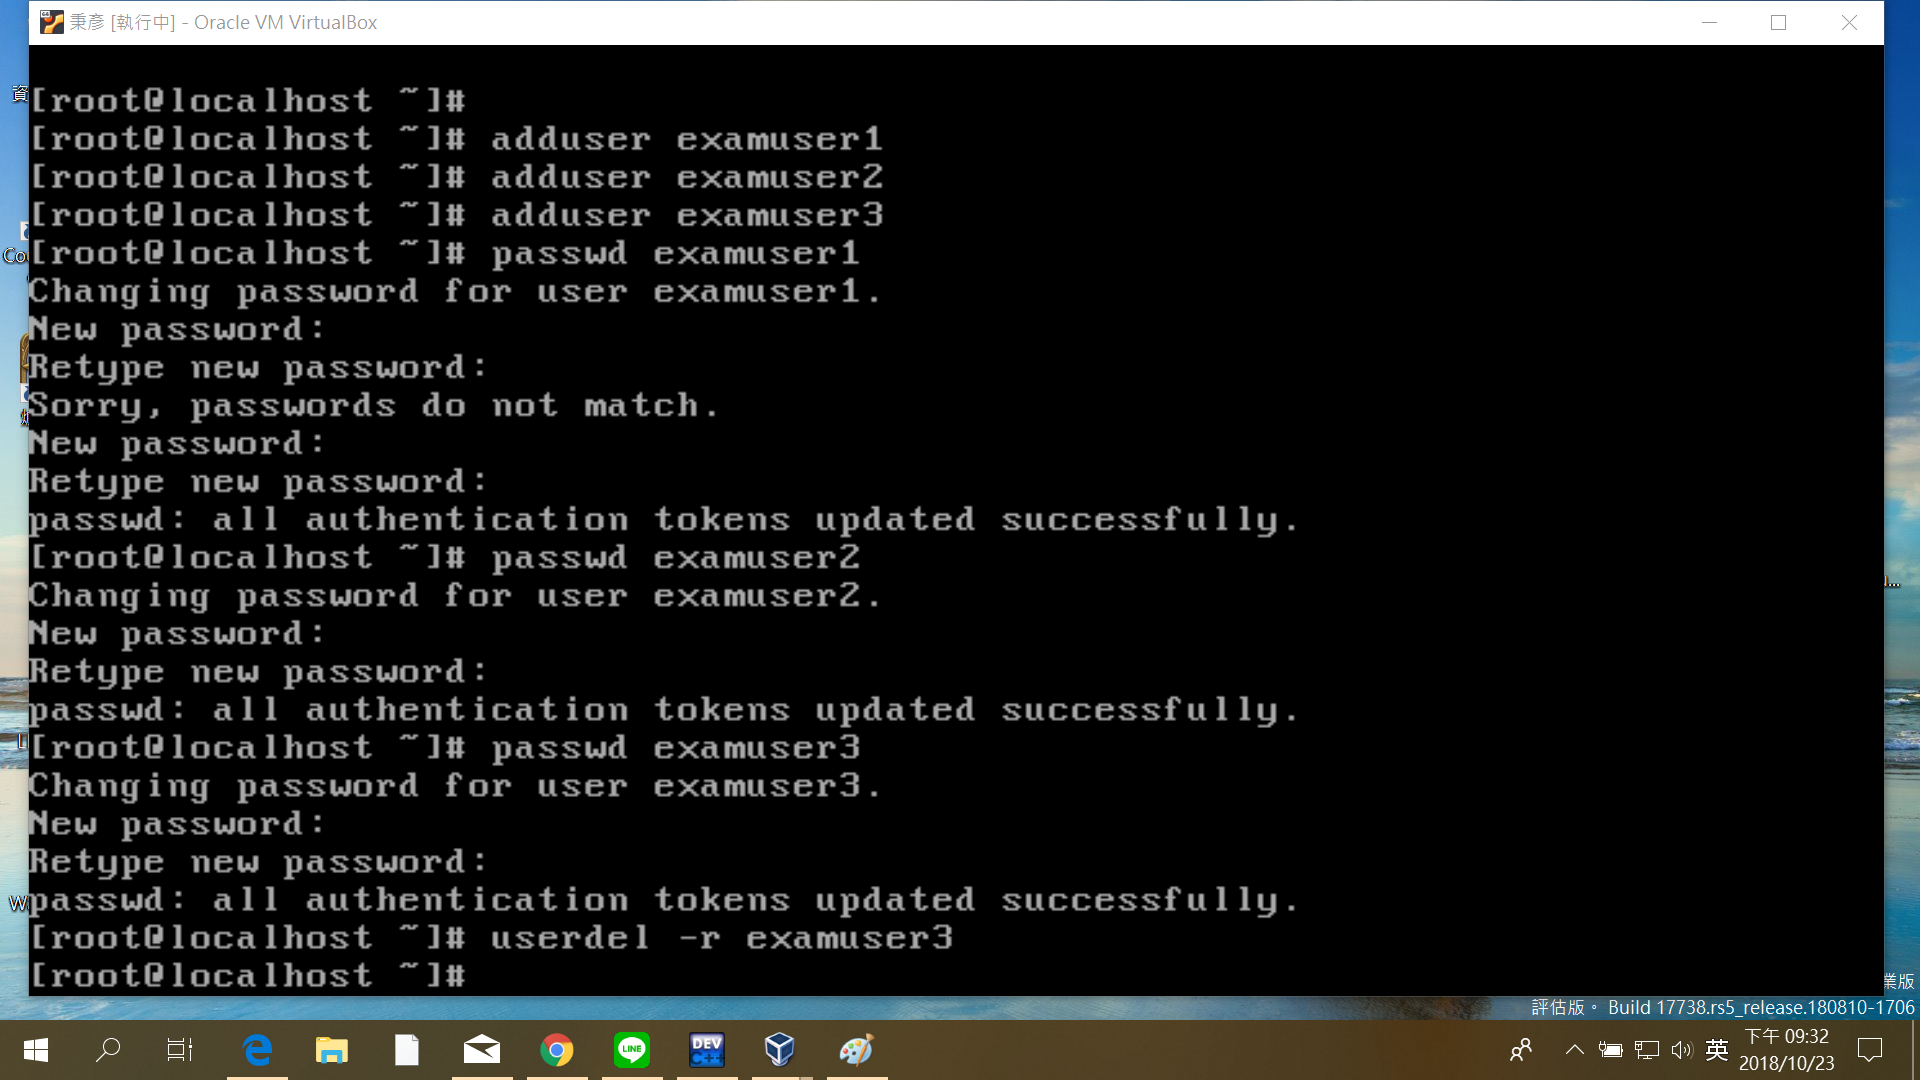 秉彥 [執行中] - Oracle VM VirtualBox
[root@localhost ~]#
[root@localhost ~]# adduser examuser1
[root@localhost ~]# adduser examuser2
[root@localhost ~]# adduser examuser3
[root@localhost ~]# passwd examuser1
Changing password for user examuser1.
New password:
Retype new password:
Sorry, passwords do not match.
New password:
Retype new password:
passwd: all authentication tokens updated successfully.
[root@localhost ~]# passwd examuser2
Changing password for user examuser2.
New password:
Retype new password:
passwd: all authentication tokens updated successfully.
[root@localhost ~]# passwd examuser3
Changing password for user examuser3.
New password:
Retype new password:
passwd: all authentication tokens updated successfully.
[root@localhost ~]# userdel -r examuser3
[root@localhost ~]#
資
Co
W
業版
評估版。 Build 17738.rs5_release.180810-1706
LINE
DEV
C++
英
下午 09:32
2018/10/23